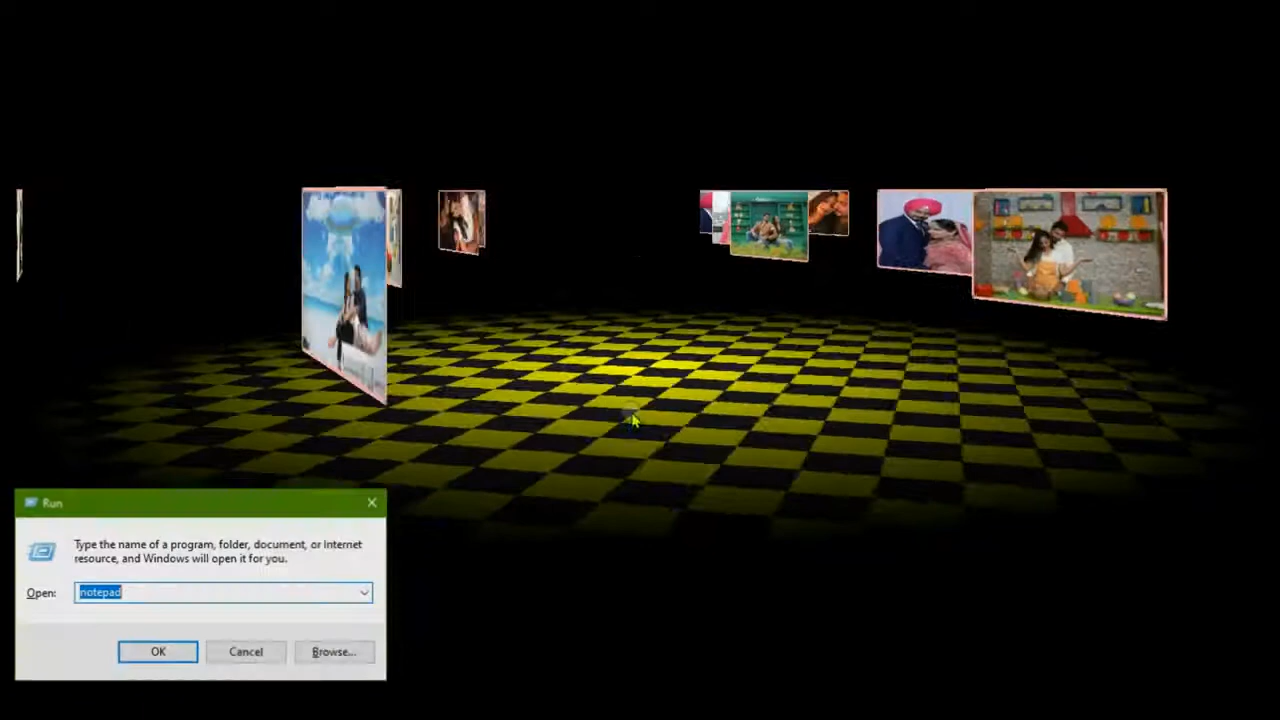 Run
Type the name of a program, folder, document, or Internet
resource, and Windows will open it for you.
Open:
notepad
OK
Cancel
Browse...